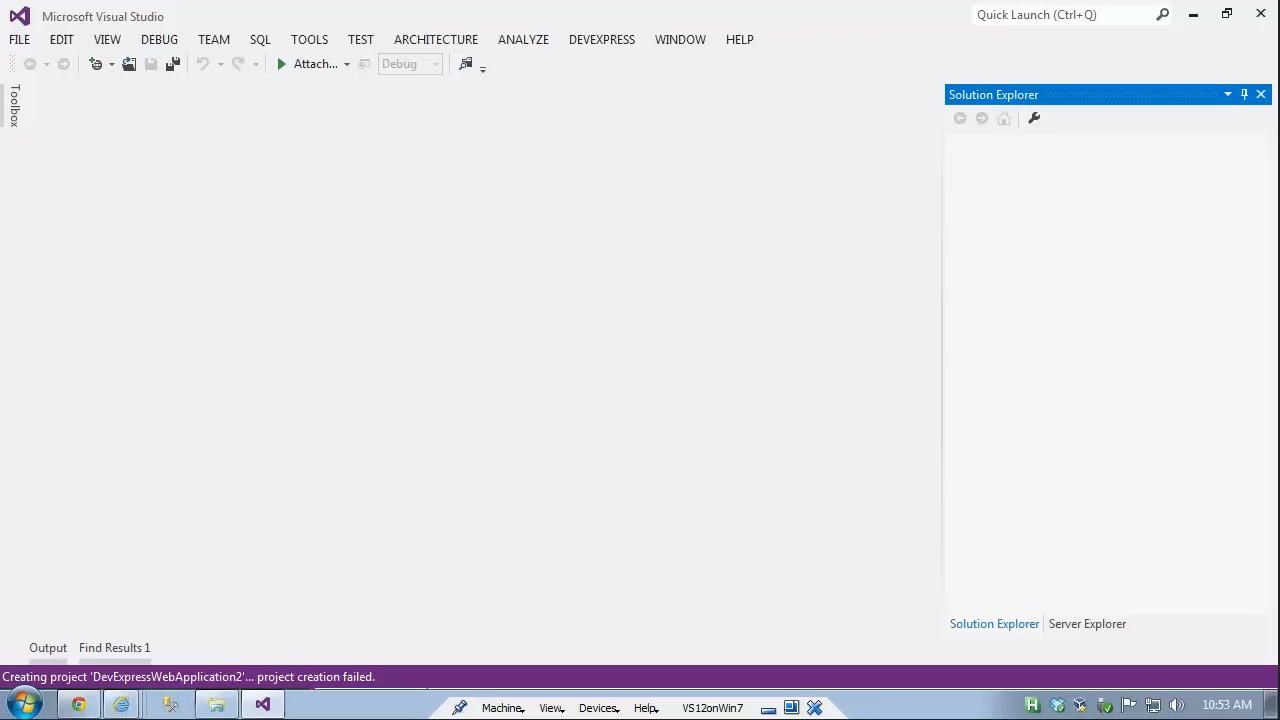 Microsoft Visual Studio
Quick Launch (Ctrl+Q)
FILE EDIT VIEW DEBUG TEAM SQL TOOLS TEST ARCHITECTURE ANALYZE DEVEXPRESS WINDOW HELP
Attach... Debug
Toolbox
Solution Explorer
Solution Explorer Server Explorer
Output Find Results 1
Creating project 'DevExpressWebApplication2'... project creation failed.
Machine View Devices Help VS12onWin7
10:53 AM